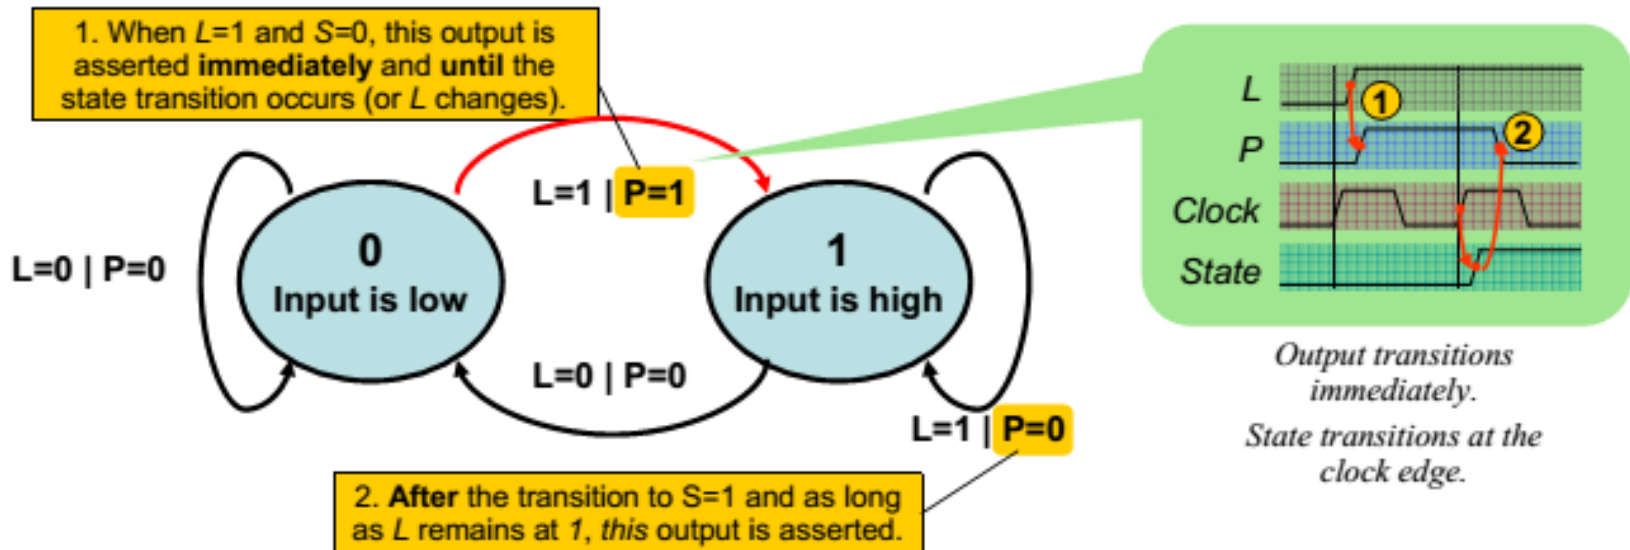 1. When L=1 and S=0, this output is
asserted immediately and until the
state transition occurs (or L changes).
L=0 | P=0
0
Input is low
L=1 | P=1
L=0 | P=0
1
Input is high
L=1 | P=0
2. After the transition to S=1 and as long
as L remains at 1, this output is asserted.
L
1
P
2
Clock
State
Output transitions
immediately.
State transitions at the
clock edge.